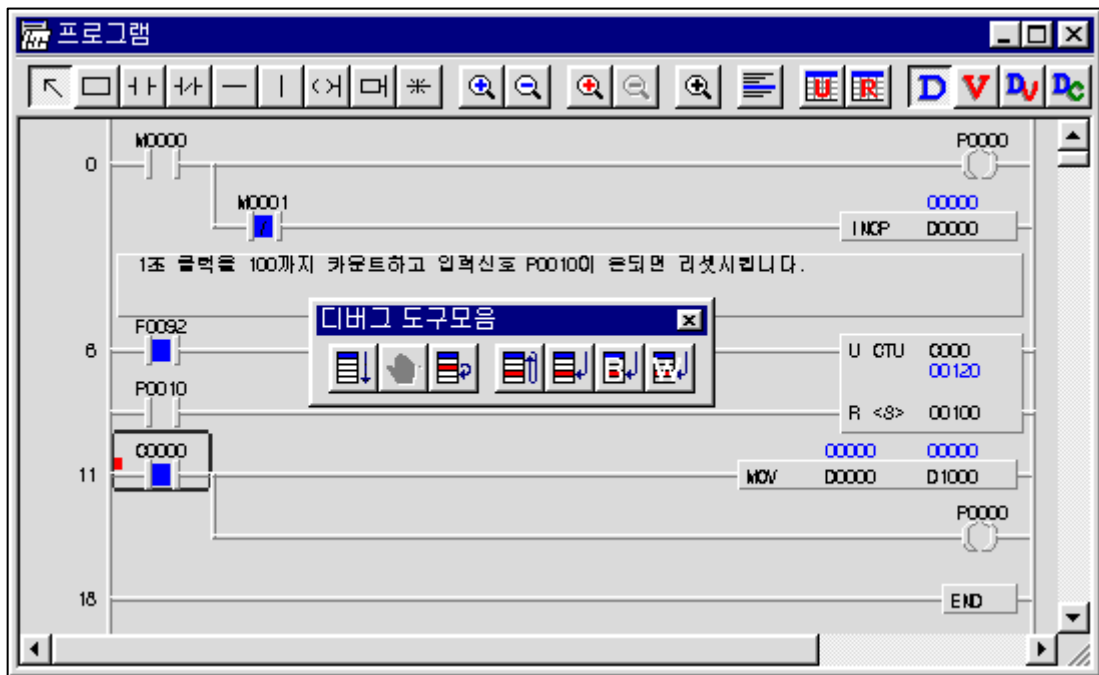 프로그램
U R D V DU DC
M0000 P0000
0
M0001 00000
INCP D0000
1초 클럭을 100까지 카운트하고 입력신호 P0010이 온되면 리셋시킵니다.
디버그 도구모음
F0092
6 U CTU C000
00120
P0010
R <S> 00100
C0000 00000 00000
11 MOV D0000 D1000
P0000
18 END